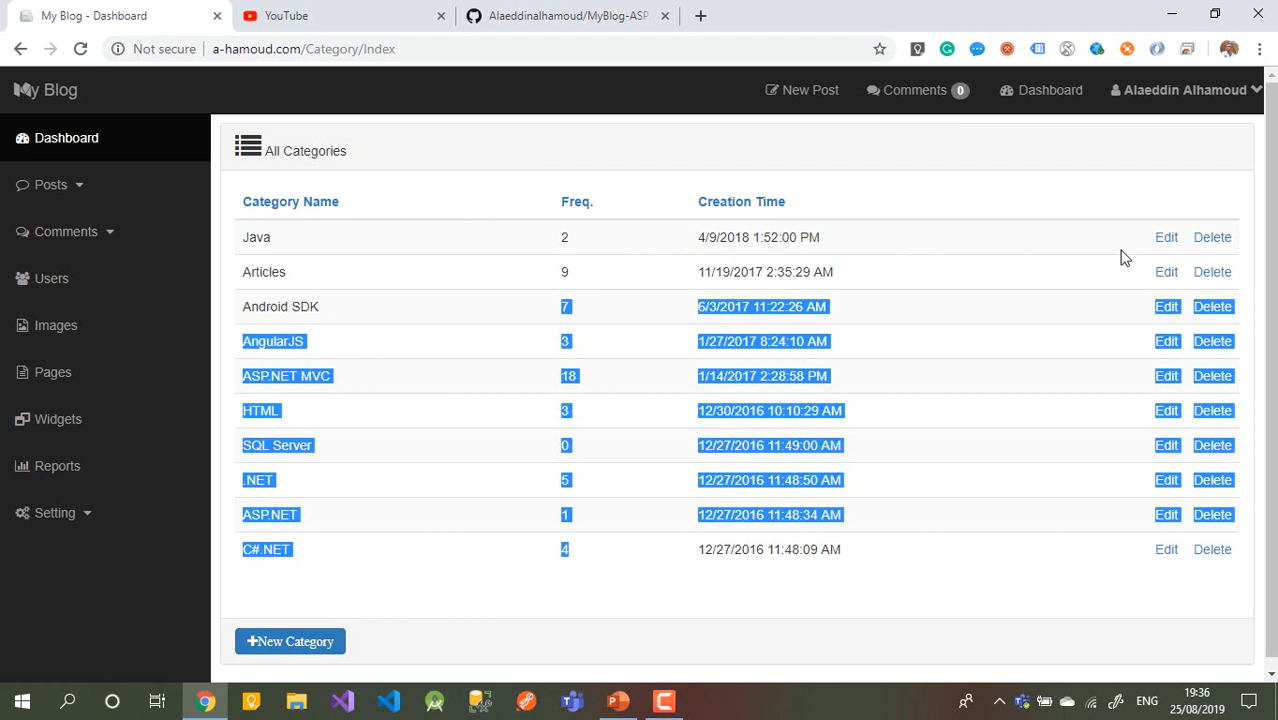 My Blog - Dashboard
YouTube
Alaeddinalhamoud/MyBlog-ASP
Not secure
a-hamoud.com/Category/Index
My Blog
New Post
Comments 0
Dashboard
Alaeddin Alhamoud
Dashboard
Posts
Comments
Users
Images
Pages
Widgets
Reports
Setting
All Categories
Category Name Freq. Creation Time
Java 2 4/9/2018 1:52:00 PM Edit Delete
Articles 9 11/19/2017 2:35:29 AM Edit Delete
Android SDK 7 6/3/2017 11:22:26 AM Edit Delete
AngularJS 3 1/27/2017 8:24:10 AM Edit Delete
ASP.NET MVC 18 1/14/2017 2:28:58 PM Edit Delete
HTML 3 12/30/2016 10:10:29 AM Edit Delete
SQL Server 0 12/27/2016 11:49:00 AM Edit Delete
.NET 5 12/27/2016 11:48:50 AM Edit Delete
ASP.NET 1 12/27/2016 11:48:34 AM Edit Delete
C#.NET 4 12/27/2016 11:48:09 AM Edit Delete
New Category
ENG
19:36
25/08/2019